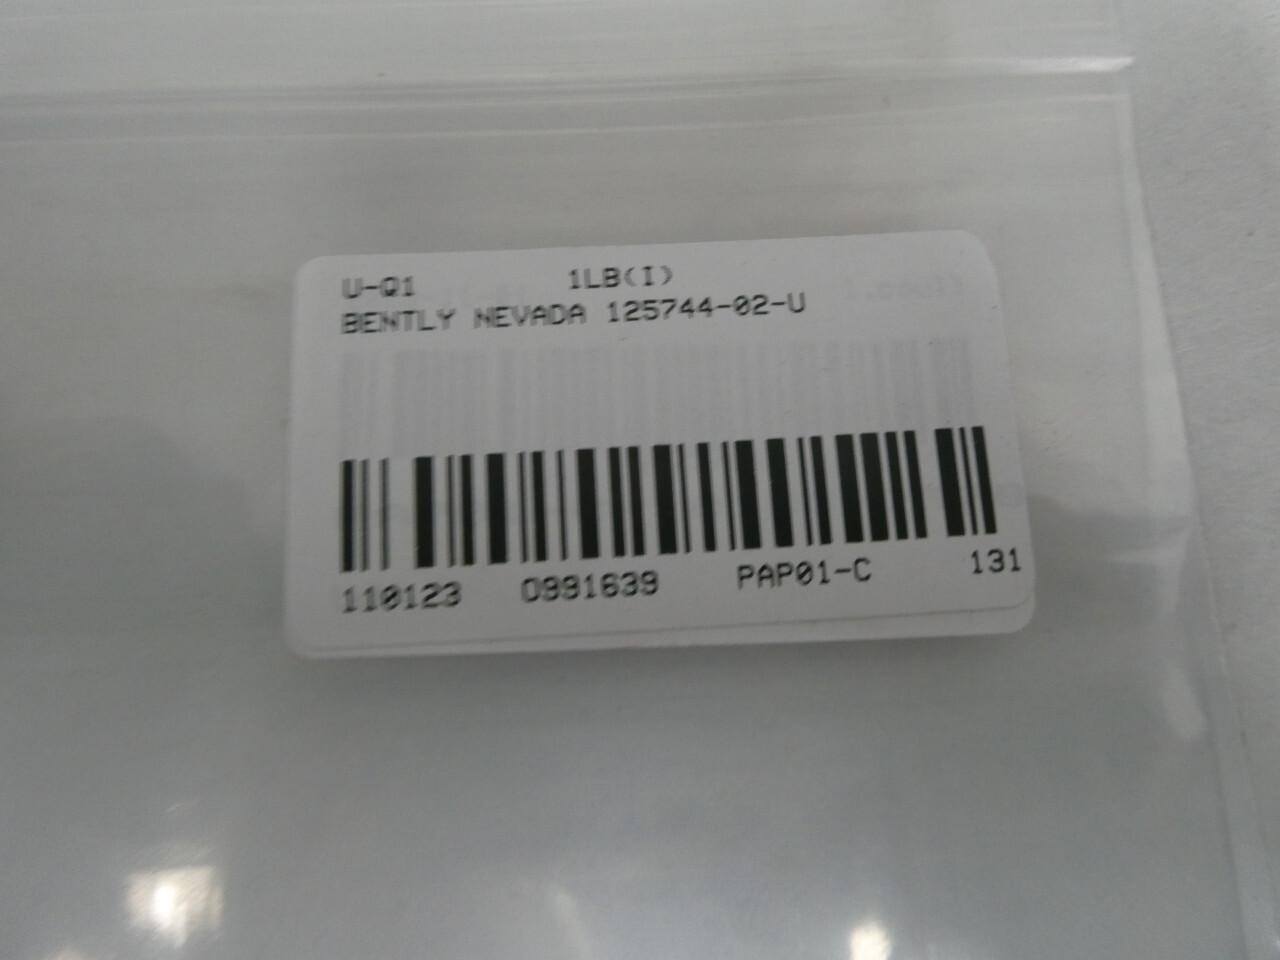 U-Q1 1LB(I)
BENTLY NEVADA 125744-02-U
110123 0991639 PAP01-C 131